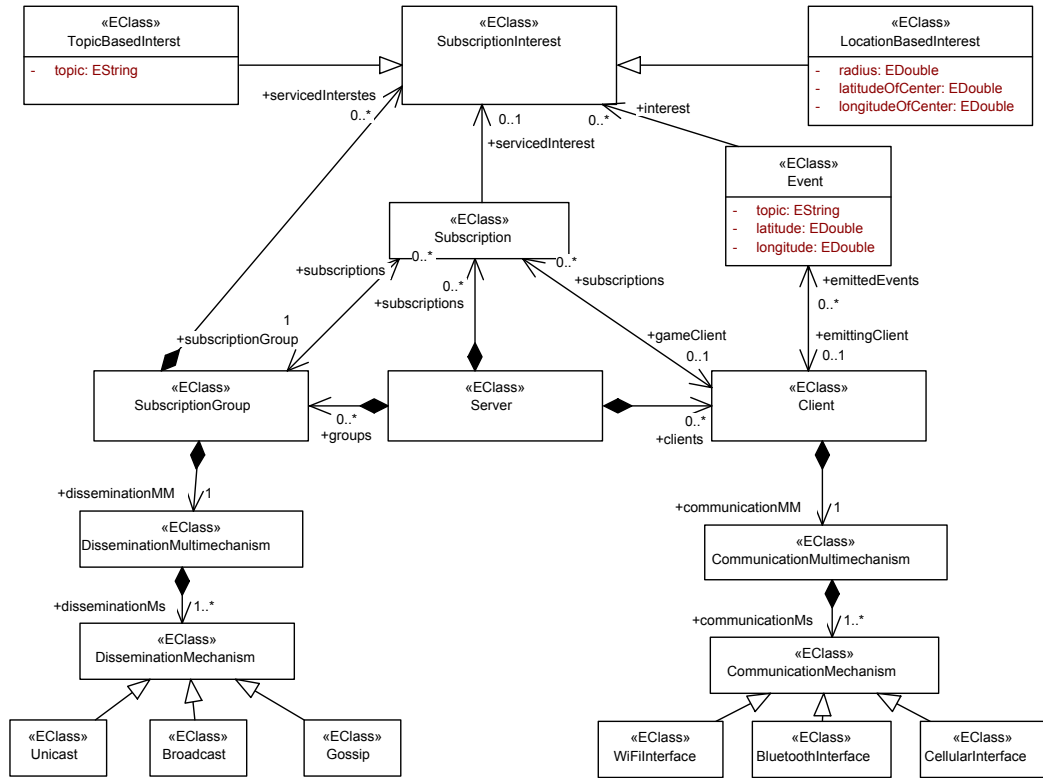 «EClass»
TopicBasedInterst
- topic: EString
«EClass»
SubscriptionInterest
«EClass»
LocationBasedInterest
- radius: EDouble
- latitudeOfCenter: EDouble
- longitudeOfCenter: EDouble
+servicedInterstes
0..*
0..1
+servicedInterest
0..*
+interest
«EClass»
Event
- topic: EString
- latitude: EDouble
- longitude: EDouble
«EClass»
Subscription
0..*
+subscriptions
0..*
+subscriptions
0..*
+subscriptions
+emittedEvents
0..*
1
+subscriptionGroup
+gameClient
0..1
+emittingClient
0..1
«EClass»
SubscriptionGroup
«EClass»
Server
«EClass»
Client
0..*
+groups
0..*
+clients
+disseminationMM
1
+communicationMM
1
«EClass»
DisseminationMultimechanism
«EClass»
CommunicationMultimechanism
+disseminationMs
1..*
+communicationMs
1..*
«EClass»
DisseminationMechanism
«EClass»
CommunicationMechanism
«EClass»
Unicast
«EClass»
Broadcast
«EClass»
Gossip
«EClass»
WiFiInterface
«EClass»
BluetoothInterface
«EClass»
CellularInterface